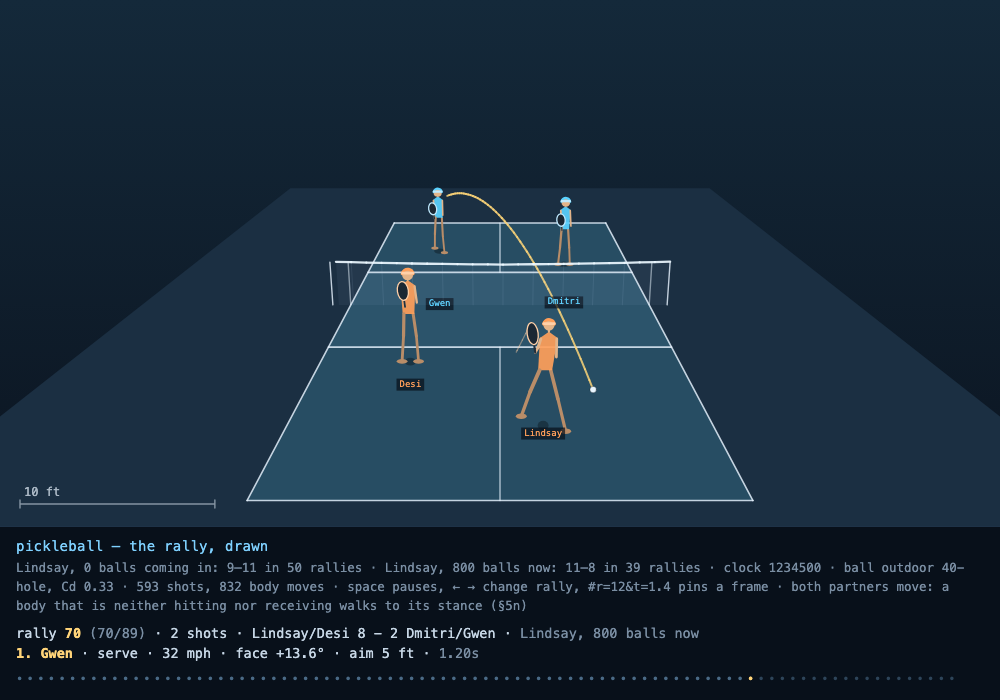 Gwen
Dmitri
Desi
Lindsay
10 ft
pickleball — the rally, drawn
Lindsay, 0 balls coming in: 9—11 in 50 rallies · Lindsay, 800 balls now: 11—8 in 39 rallies · clock 1234500 · ball outdoor 40—
hole, Cd 0.33 · 593 shots, 832 body moves · space pauses, ← → change rally, #r=12&t=1.4 pins a frame · both partners move: a
body that is neither hitting nor receiving walks to its stance (§5n)
rally 70 (70/89) · 2 shots · Lindsay/Desi 8 — 2 Dmitri/Gwen · Lindsay, 800 balls now
1. Gwen · serve · 32 mph · face +13.6° · aim 5 ft · 1.20s